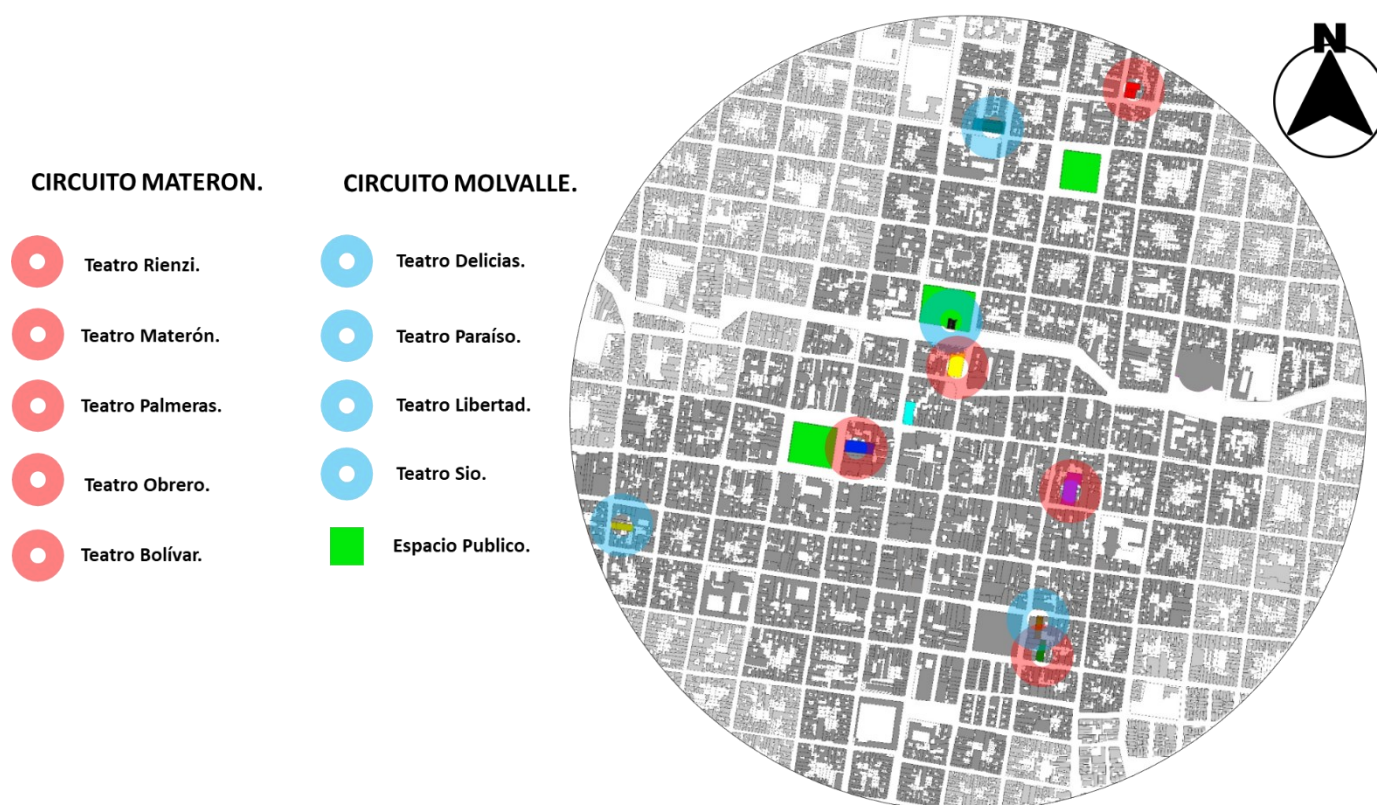 N
CIRCUITO MATERON.
Teatro Rienzi.
Teatro Materón.
Teatro Palmeras.
Teatro Obrero.
Teatro Bolívar.
CIRCUITO MOLVALLE.
Teatro Delicias.
Teatro Paraíso.
Teatro Libertad.
Teatro Sio.
Espacio Publico.